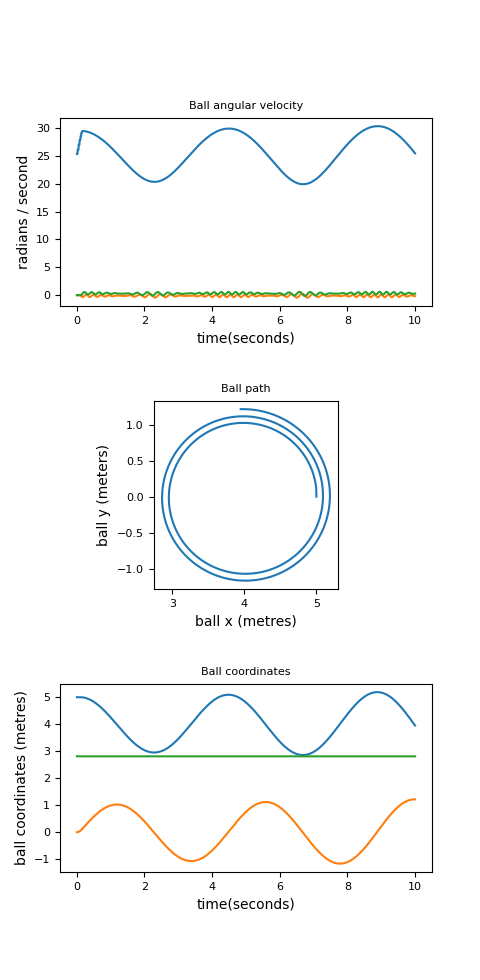 Ball angular velocity
radians / second
30
25
20
15
10
5
0
0 2 4 6 8 10
time(seconds)
Ball path
ball y (meters)
1.0
0.5
0.0
−0.5
−1.0
3 4 5
ball x (metres)
Ball coordinates
ball coordinates (metres)
5
4
3
2
1
0
−1
0 2 4 6 8 10
time(seconds)